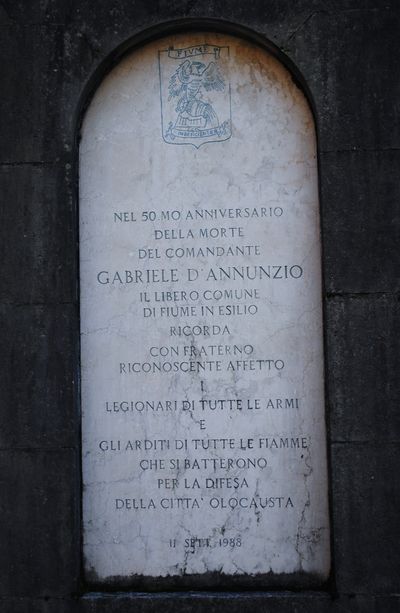 FIUME
INDEFICIENTER
NEL 50.MO ANNIVERSARIO
DELLA MORTE
DEL COMANDANTE
GABRIELE D'ANNUNZIO
IL LIBERO COMUNE
DI FIUME IN ESILIO
RICORDA
CON FRATERNO
RICONOSCENTE AFFETTO
I
LEGIONARI DI TUTTE LE ARMI
E
GLI ARDITI DI TUTTE LE FIAMME
CHE SI BATTERONO
PER LA DIFESA
DELLA CITTA' OLOCAUSTA
11 SETT. 1988